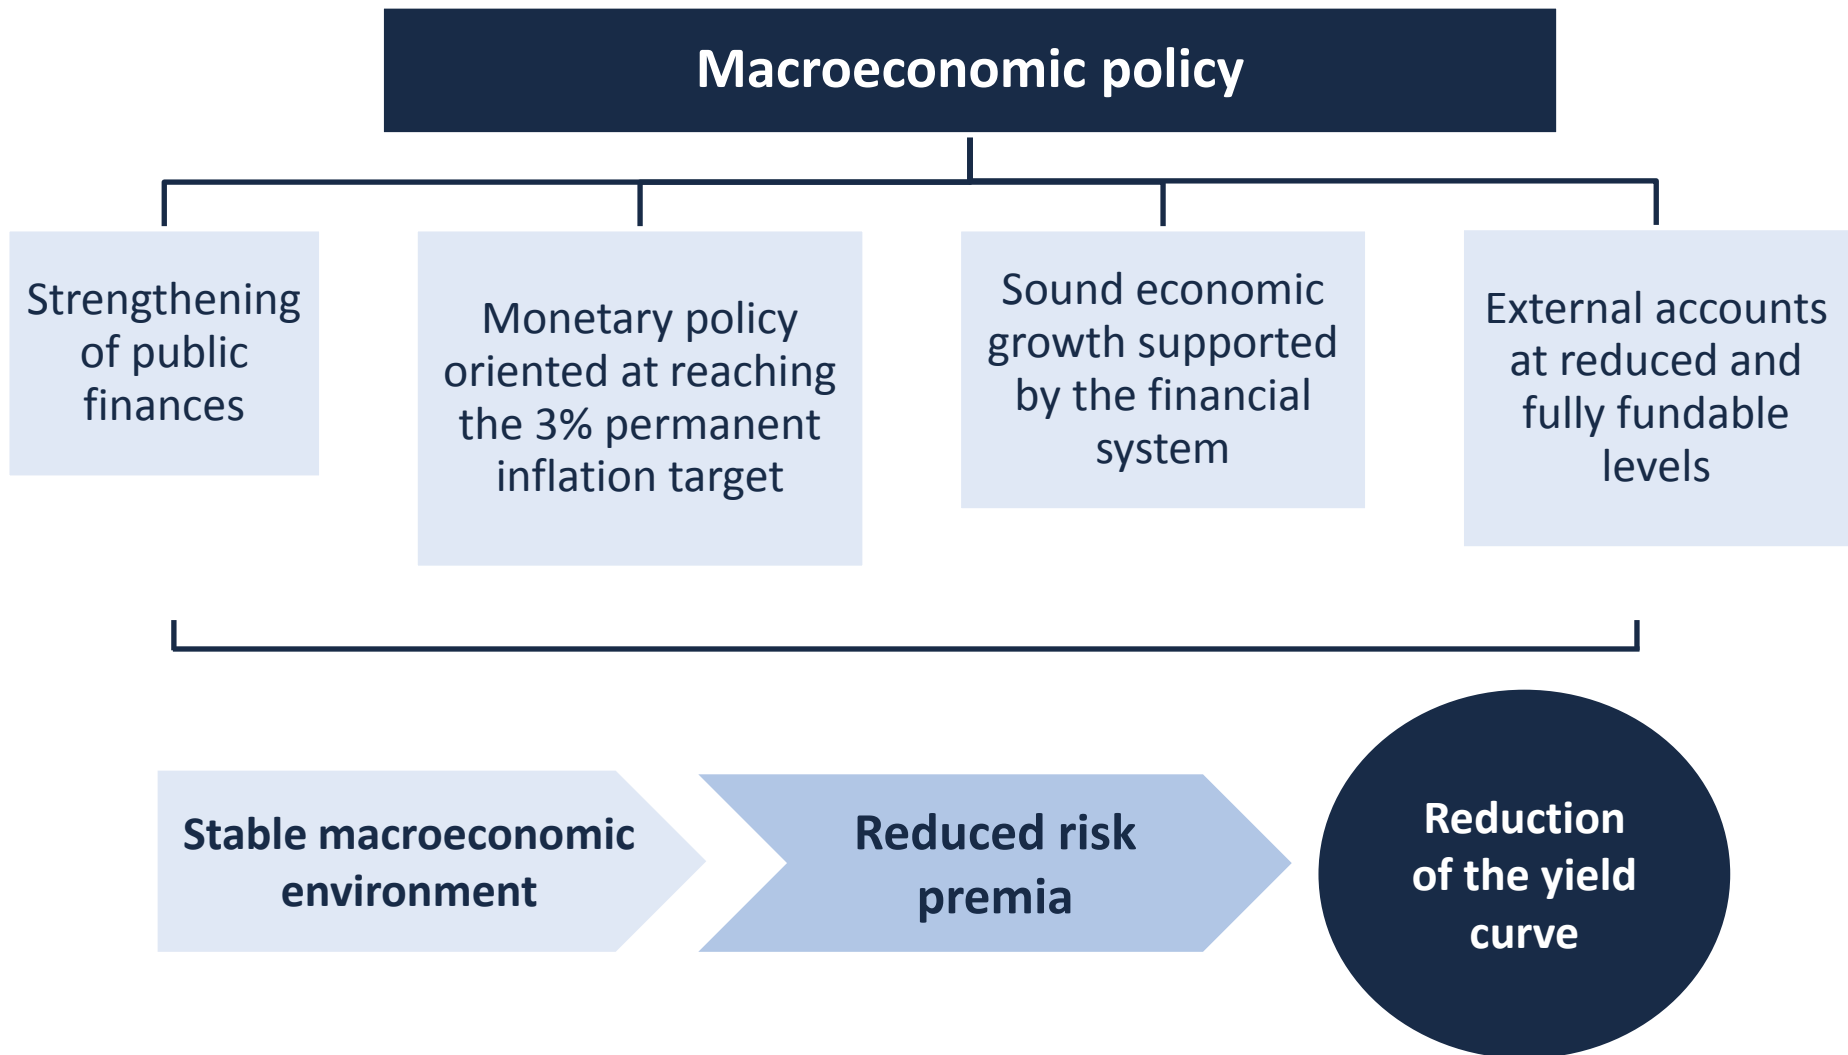 Macroeconomic policy
Strengthening
of public
finances
Monetary policy
oriented at reaching
the 3% permanent
inflation target
Sound economic
growth supported
by the financial
system
External accounts
at reduced and
fully fundable
levels
Stable macroeconomic
environment
Reduced risk
premia
Reduction
of the yield
curve